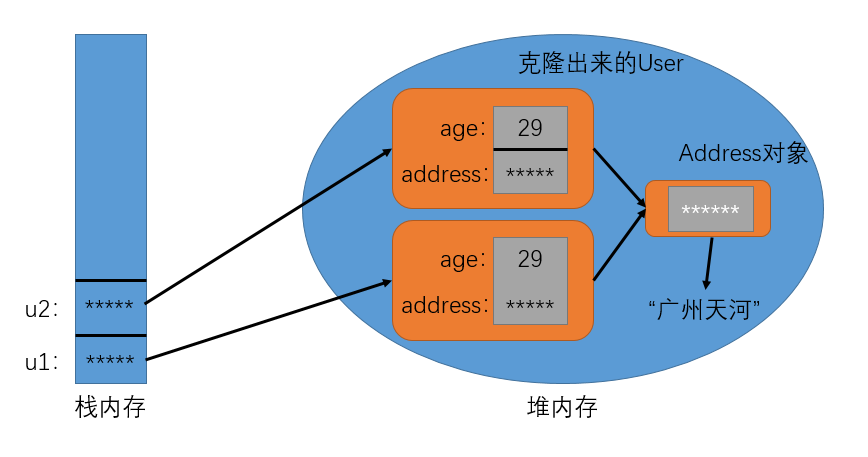 克隆出来的User
age： 29
address： *****
Address对象
******
age： 29
address： *****
“广州天河”
u2： *****
u1： *****
栈内存
堆内存